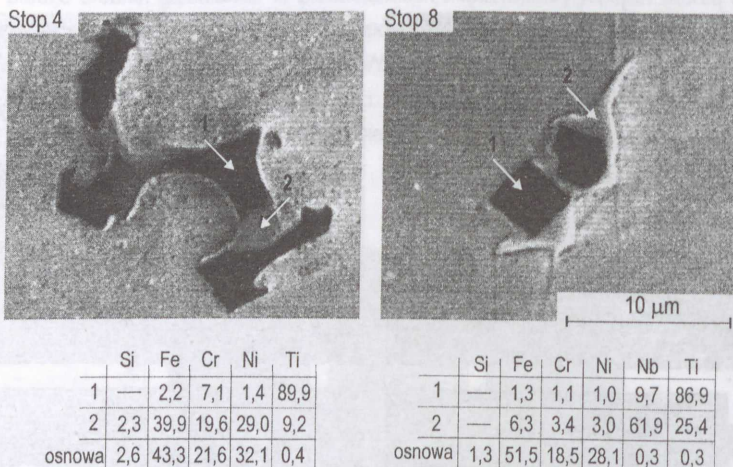 Stop 4
1
2
Stop 8
2
1
10 µm
Si Fe Cr Ni Ti
1 — 2,2 7,1 1,4 89,9
2 2,3 39,9 19,6 29,0 9,2
osnowa 2,6 43,3 21,6 32,1 0,4
Si Fe Cr Ni Nb Ti
1 — 1,3 1,1 1,0 9,7 86,9
2 — 6,3 3,4 3,0 61,9 25,4
osnowa 1,3 51,5 18,5 28,1 0,3 0,3